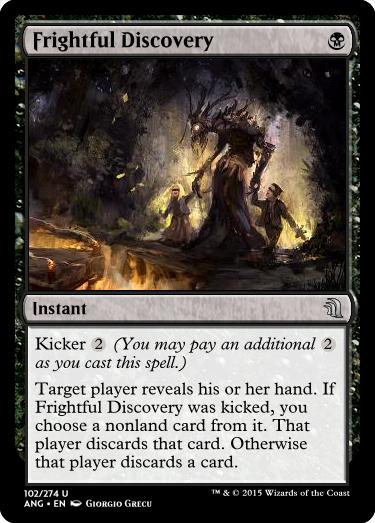 Frightful Discovery
Instant
Kicker 2 (You may pay an additional 2
as you cast this spell.)
Target player reveals his or her hand. If
Frightful Discovery was kicked, you
choose a nonland card from it. That
player discards that card. Otherwise
that player discards a card.
102/274 U
ANG • EN Giorgio Grecu
™ & © 2015 Wizards of the Coast